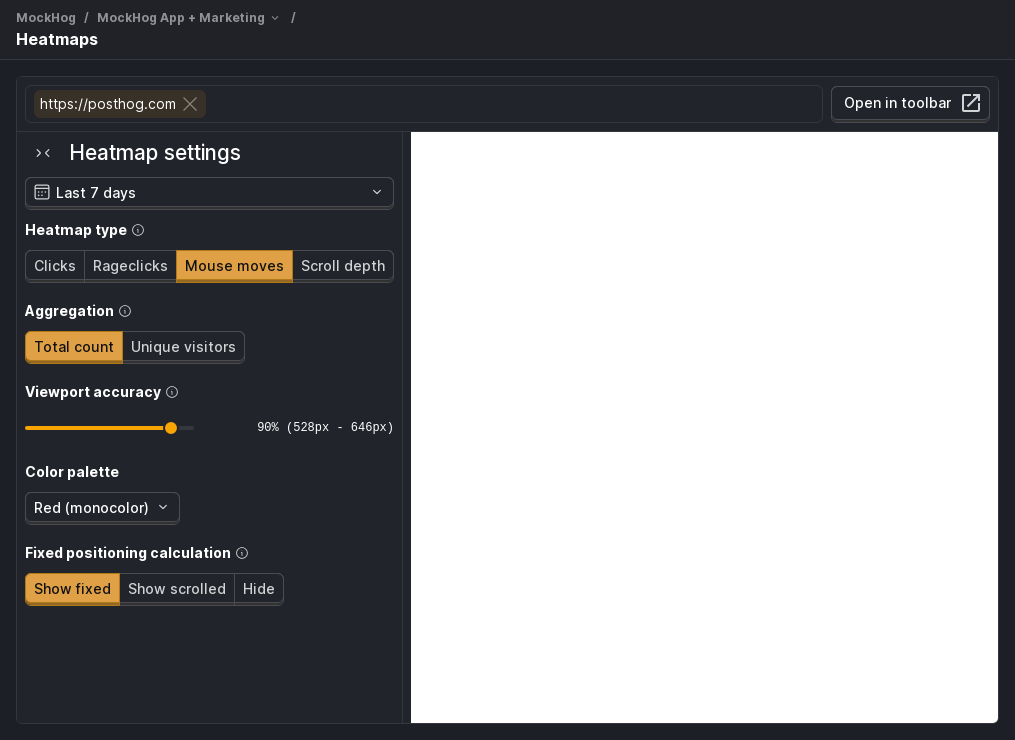 MockHog / MockHog App + Marketing /
Heatmaps
https://posthog.com
Open in toolbar
Heatmap settings
Last 7 days
Heatmap type
Clicks Rageclicks Mouse moves Scroll depth
Aggregation
Total count Unique visitors
Viewport accuracy
90% (528px - 646px)
Color palette
Red (monocolor)
Fixed positioning calculation
Show fixed Show scrolled Hide